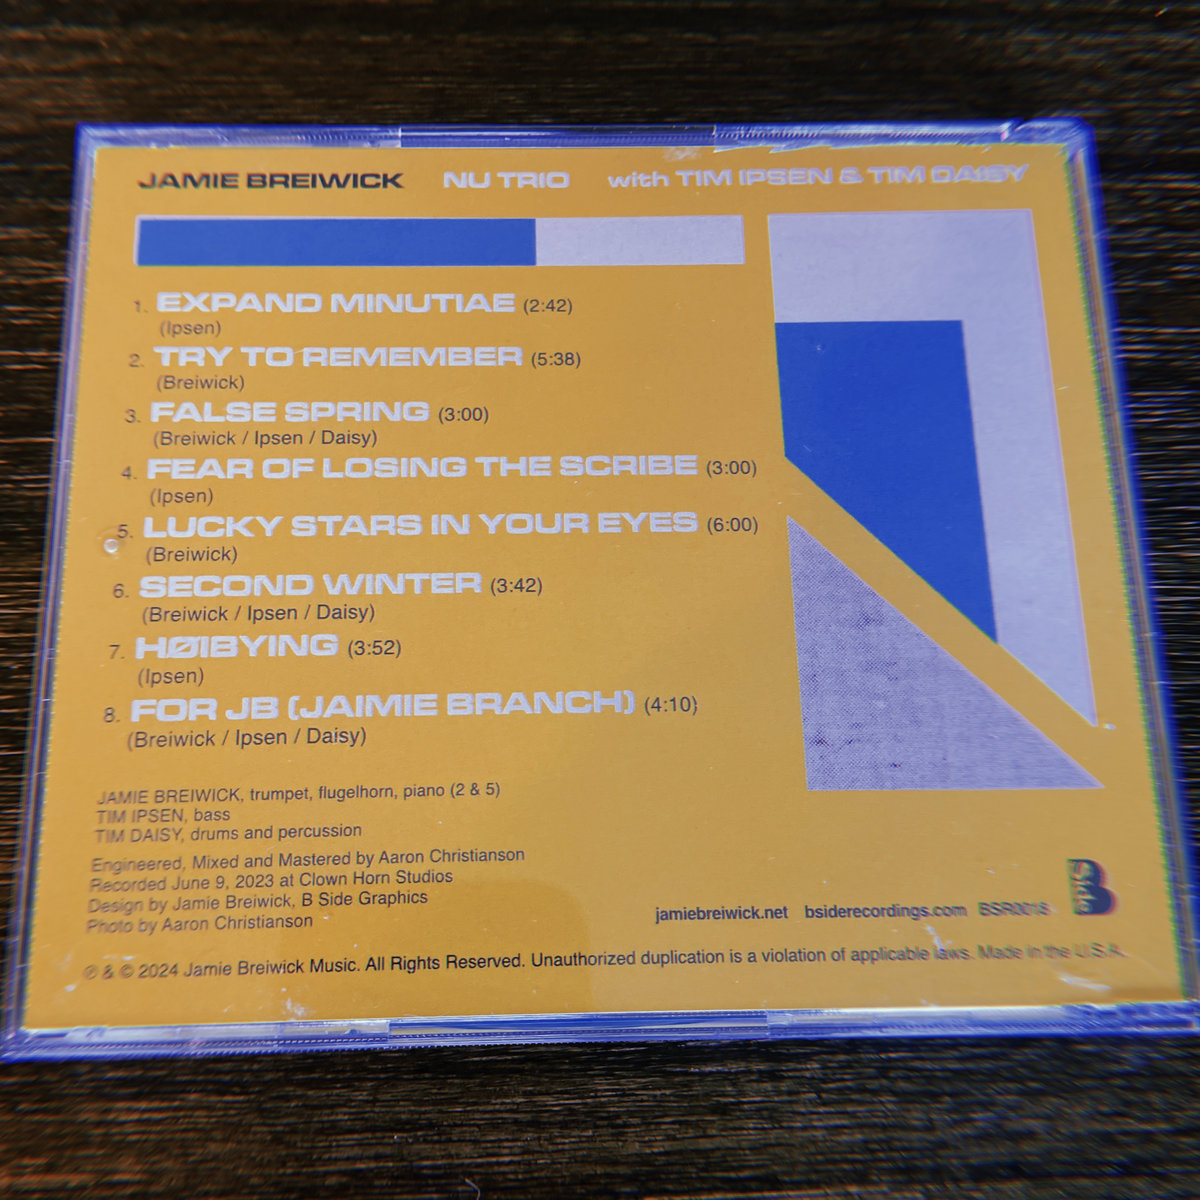 JAMIE BREIWICK NU TRIO with TIM IPSEN & TIM DAISY
1. EXPAND MINUTIAE (2:42)
(Ipsen)
2. TRY TO REMEMBER (5:38)
(Breiwick)
3. FALSE SPRING (3:00)
(Breiwick / Ipsen / Daisy)
4. FEAR OF LOSING THE SCRIBE (3:00)
(Ipsen)
5. LUCKY STARS IN YOUR EYES (6:00)
(Breiwick)
6. SECOND WINTER (3:42)
(Breiwick / Ipsen / Daisy)
7. HØIBYING (3:52)
(Ipsen)
8. FOR JB (JAIMIE BRANCH) (4:10)
(Breiwick / Ipsen / Daisy)
JAMIE BREIWICK, trumpet, flugelhorn, piano (2 & 5)
TIM IPSEN, bass
TIM DAISY, drums and percussion
Engineered, Mixed and Mastered by Aaron Christianson
Recorded June 9, 2023 at Clown Horn Studios
Design by Jamie Breiwick, B Side Graphics
Photo by Aaron Christianson
jamiebreiwick.net bsiderecordings.com BSR0018
B Side
℗ & © 2024 Jamie Breiwick Music. All Rights Reserved. Unauthorized duplication is a violation of applicable laws. Made in the U.S.A.